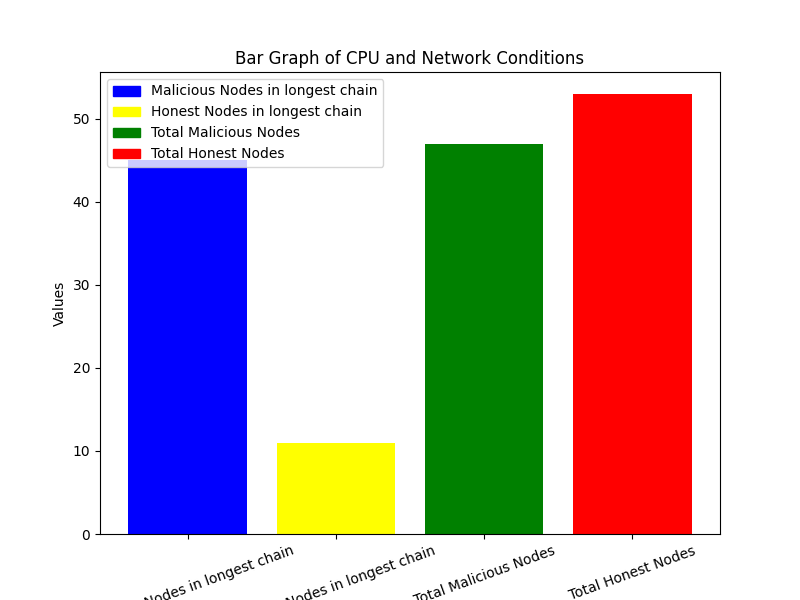 Bar Graph of CPU and Network Conditions
Malicious Nodes in longest chain
Honest Nodes in longest chain
Total Malicious Nodes
Total Honest Nodes
50
40
30
20
10
0
Values
Nodes in longest chain
Nodes in longest chain
Total Malicious Nodes
Total Honest Nodes